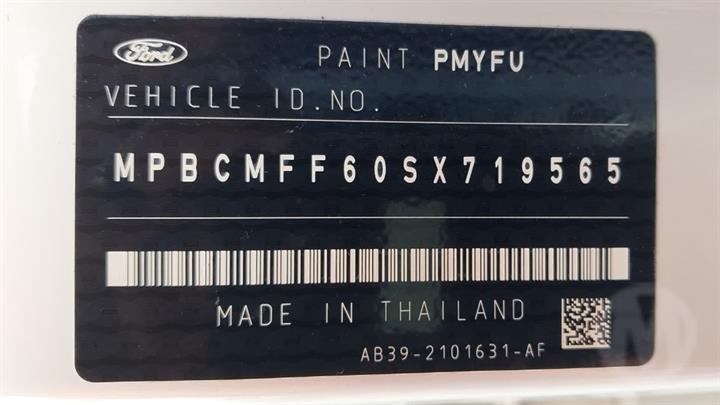 Ford
PAINT PMYFU
VEHICLE ID.NO.
MPBCMFF60SX719565
MADE IN THAILAND
AB39-2101631-AF
M